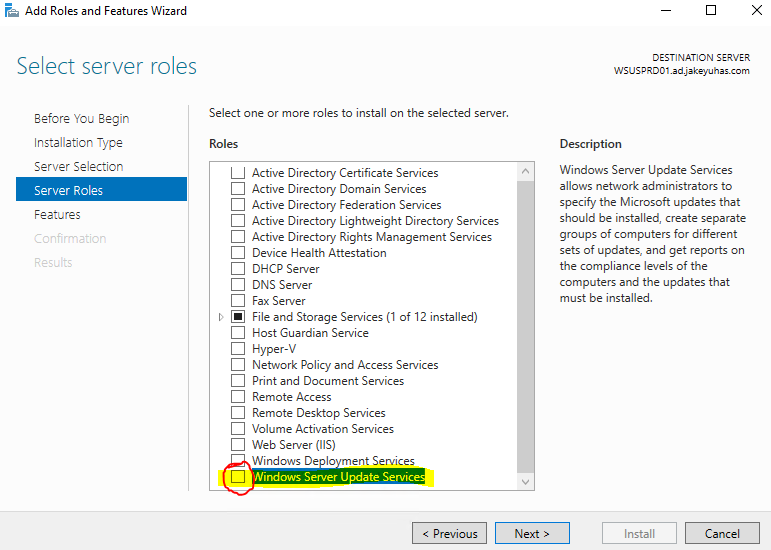 Add Roles and Features Wizard
Select server roles
DESTINATION SERVER
WSUSPRD01.ad.jakeyuhas.com
Before You Begin
Installation Type
Server Selection
Server Roles
Features
Confirmation
Results
Select one or more roles to install on the selected server.
Roles
Active Directory Certificate Services
Active Directory Domain Services
Active Directory Federation Services
Active Directory Lightweight Directory Services
Active Directory Rights Management Services
Device Health Attestation
DHCP Server
DNS Server
Fax Server
File and Storage Services (1 of 12 installed)
Host Guardian Service
Hyper-V
Network Policy and Access Services
Print and Document Services
Remote Access
Remote Desktop Services
Volume Activation Services
Web Server (IIS)
Windows Deployment Services
Windows Server Update Services
Description
Windows Server Update Services
allows network administrators to
specify the Microsoft updates that
should be installed, create separate
groups of computers for different
sets of updates, and get reports on
the compliance levels of the
computers and the updates that
must be installed.
< Previous
Next >
Install
Cancel